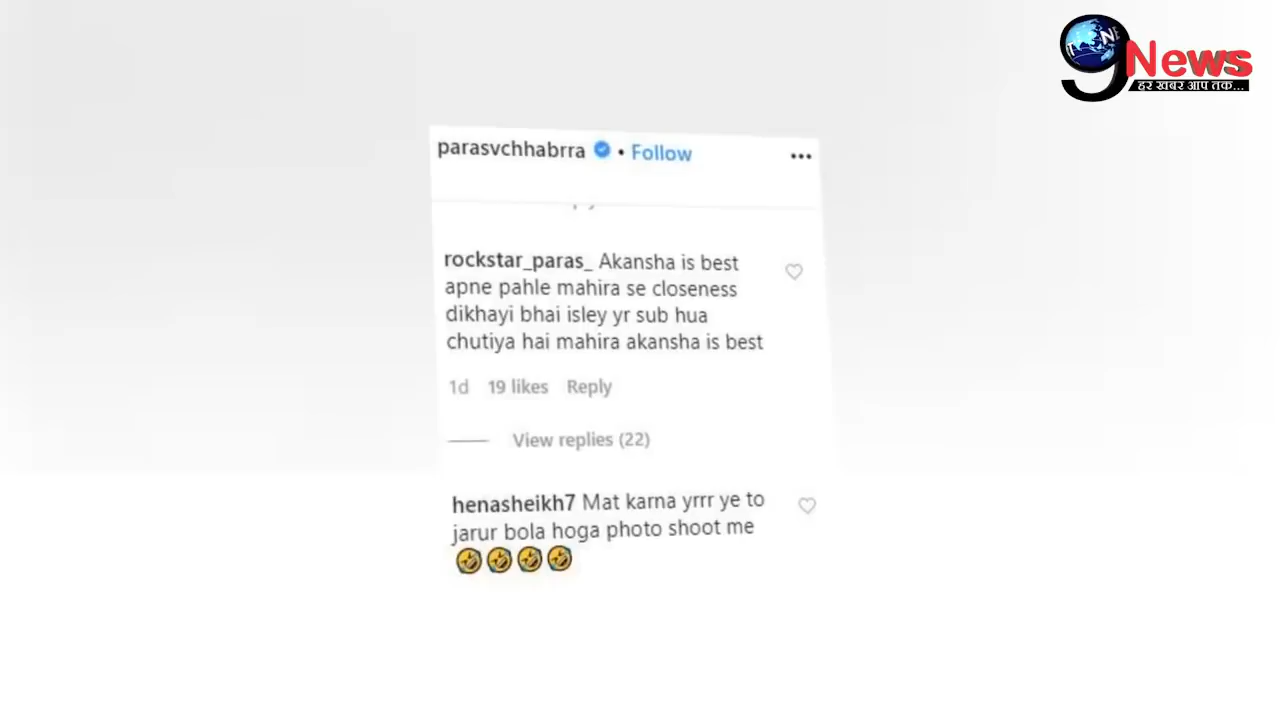 9 News
हर खबर आप तक...
parasvchhabrra • Follow
rockstar_paras_ Akansha is best
apne pahle mahira se closeness
dikhayi bhai isley yr sub hua
chutiya hai mahira akansha is best
1d 19 likes Reply
View replies (22)
henasheikh7 Mat karna yrrr ye to
jarur bola hoga photo shoot me
🤣🤣🤣🤣